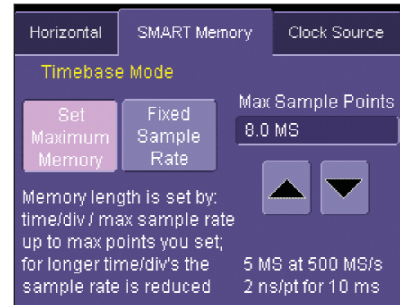 Horizontal
SMART Memory
Clock Source
Timebase Mode
Set
Maximum
Memory
Fixed
Sample
Rate
Max Sample Points
8.0 MS
Memory length is set by:
time/div / max sample rate
up to max points you set;
for longer time/div's the
sample rate is reduced
5 MS at 500 MS/s
2 ns/pt for 10 ms